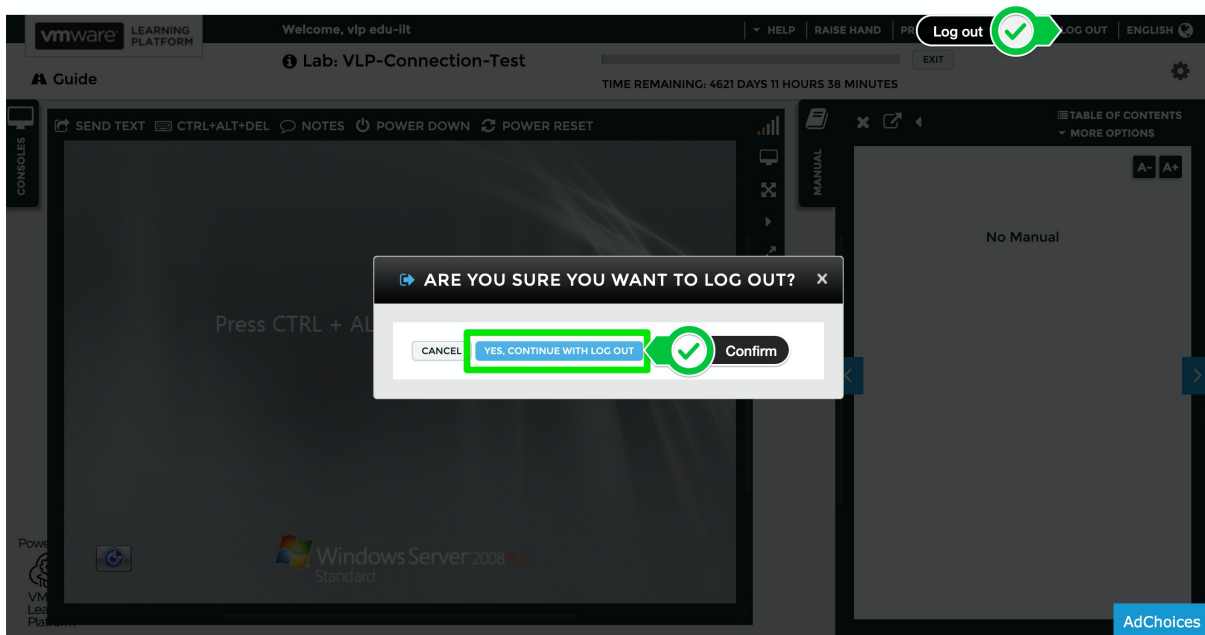 vmware LEARNING PLATFORM
Welcome, vlp edu-ilt
HELP
RAISE HAND
Log out
LOG OUT
ENGLISH
Guide
Lab: VLP-Connection-Test
EXIT
TIME REMAINING: 4621 DAYS 11 HOURS 38 MINUTES
CONSOLES
SEND TEXT
CTRL+ALT+DEL
NOTES
POWER DOWN
POWER RESET
MANUAL
TABLE OF CONTENTS
MORE OPTIONS
A- A+
No Manual
ARE YOU SURE YOU WANT TO LOG OUT? X
Press CTRL + AL
CANCEL
YES, CONTINUE WITH LOG OUT
Confirm
Windows Server 2008 R2
Standard
AdChoices